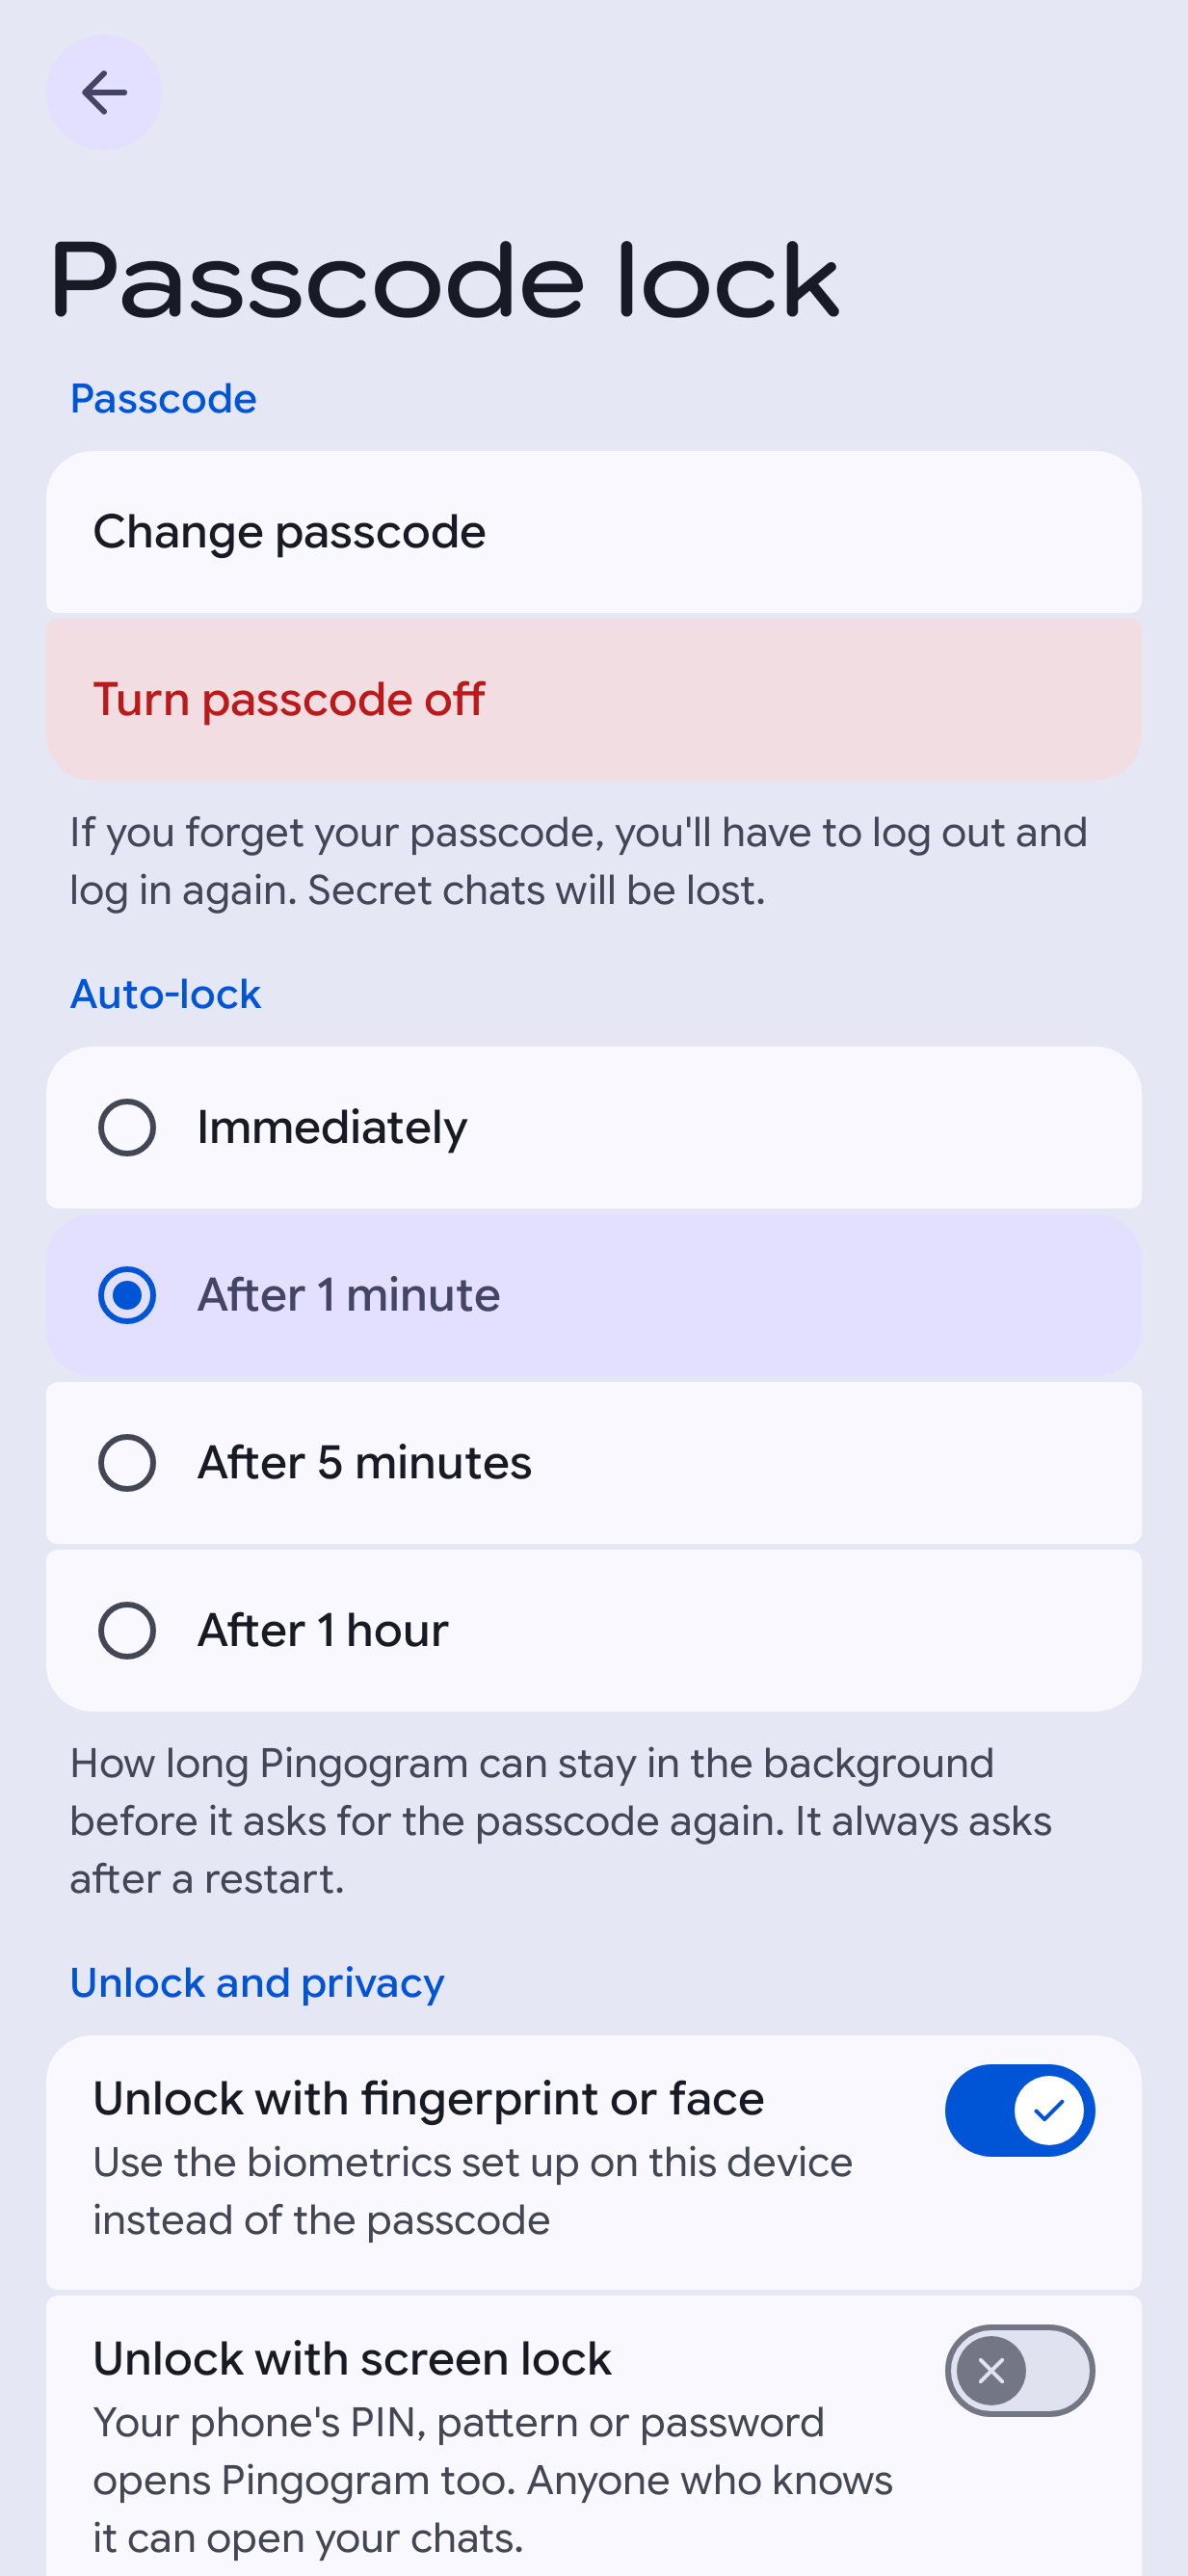 Passcode lock
Passcode
Change passcode
Turn passcode off
If you forget your passcode, you'll have to log out and
log in again. Secret chats will be lost.
Auto-lock
Immediately
After 1 minute
After 5 minutes
After 1 hour
How long Pingogram can stay in the background
before it asks for the passcode again. It always asks
after a restart.
Unlock and privacy
Unlock with fingerprint or face
Use the biometrics set up on this device
instead of the passcode
Unlock with screen lock
Your phone's PIN, pattern or password
opens Pingogram too. Anyone who knows
it can open your chats.